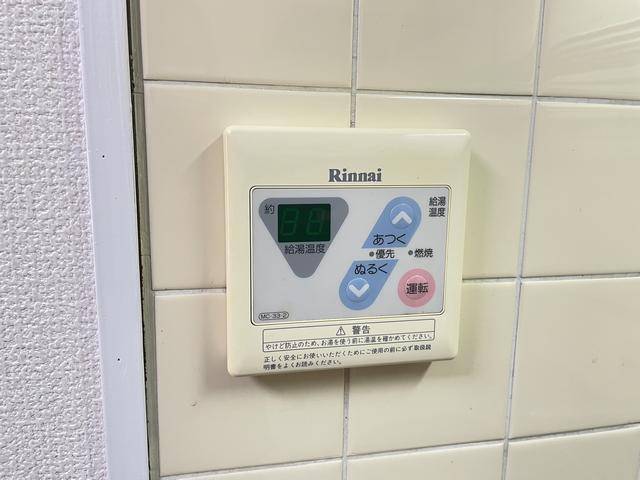 Rinnai
約
給湯温度
給湯
温度
あつく
優先
燃焼
ぬるく
運転
MC-33-2
⚠ 警告
やけど防止のため、お湯を使う前に湯温を確かめてください。
正しく安全にお使いいただくためにご使用の前に必ず取扱説
明書をよくお読みください。